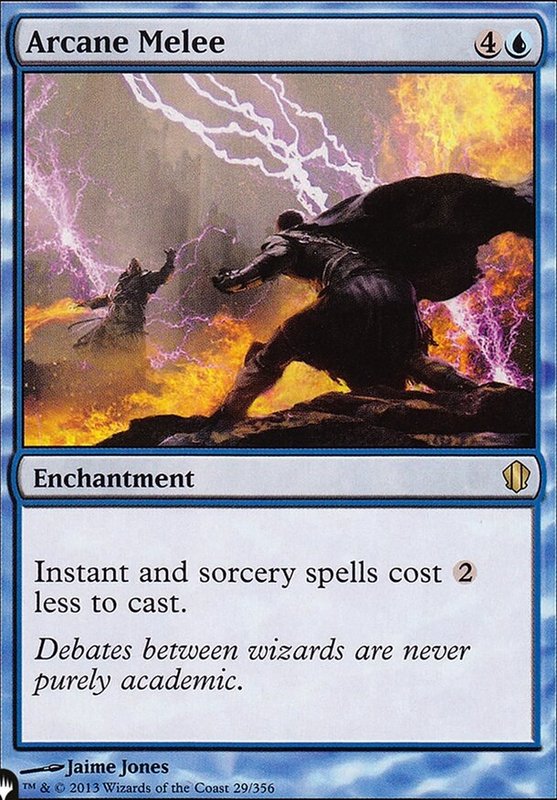 Arcane Melee 4
Enchantment
Instant and sorcery spells cost 2
less to cast.
Debates between wizards are never
purely academic.
Jaime Jones
™ & © 2013 Wizards of the Coast 29/356